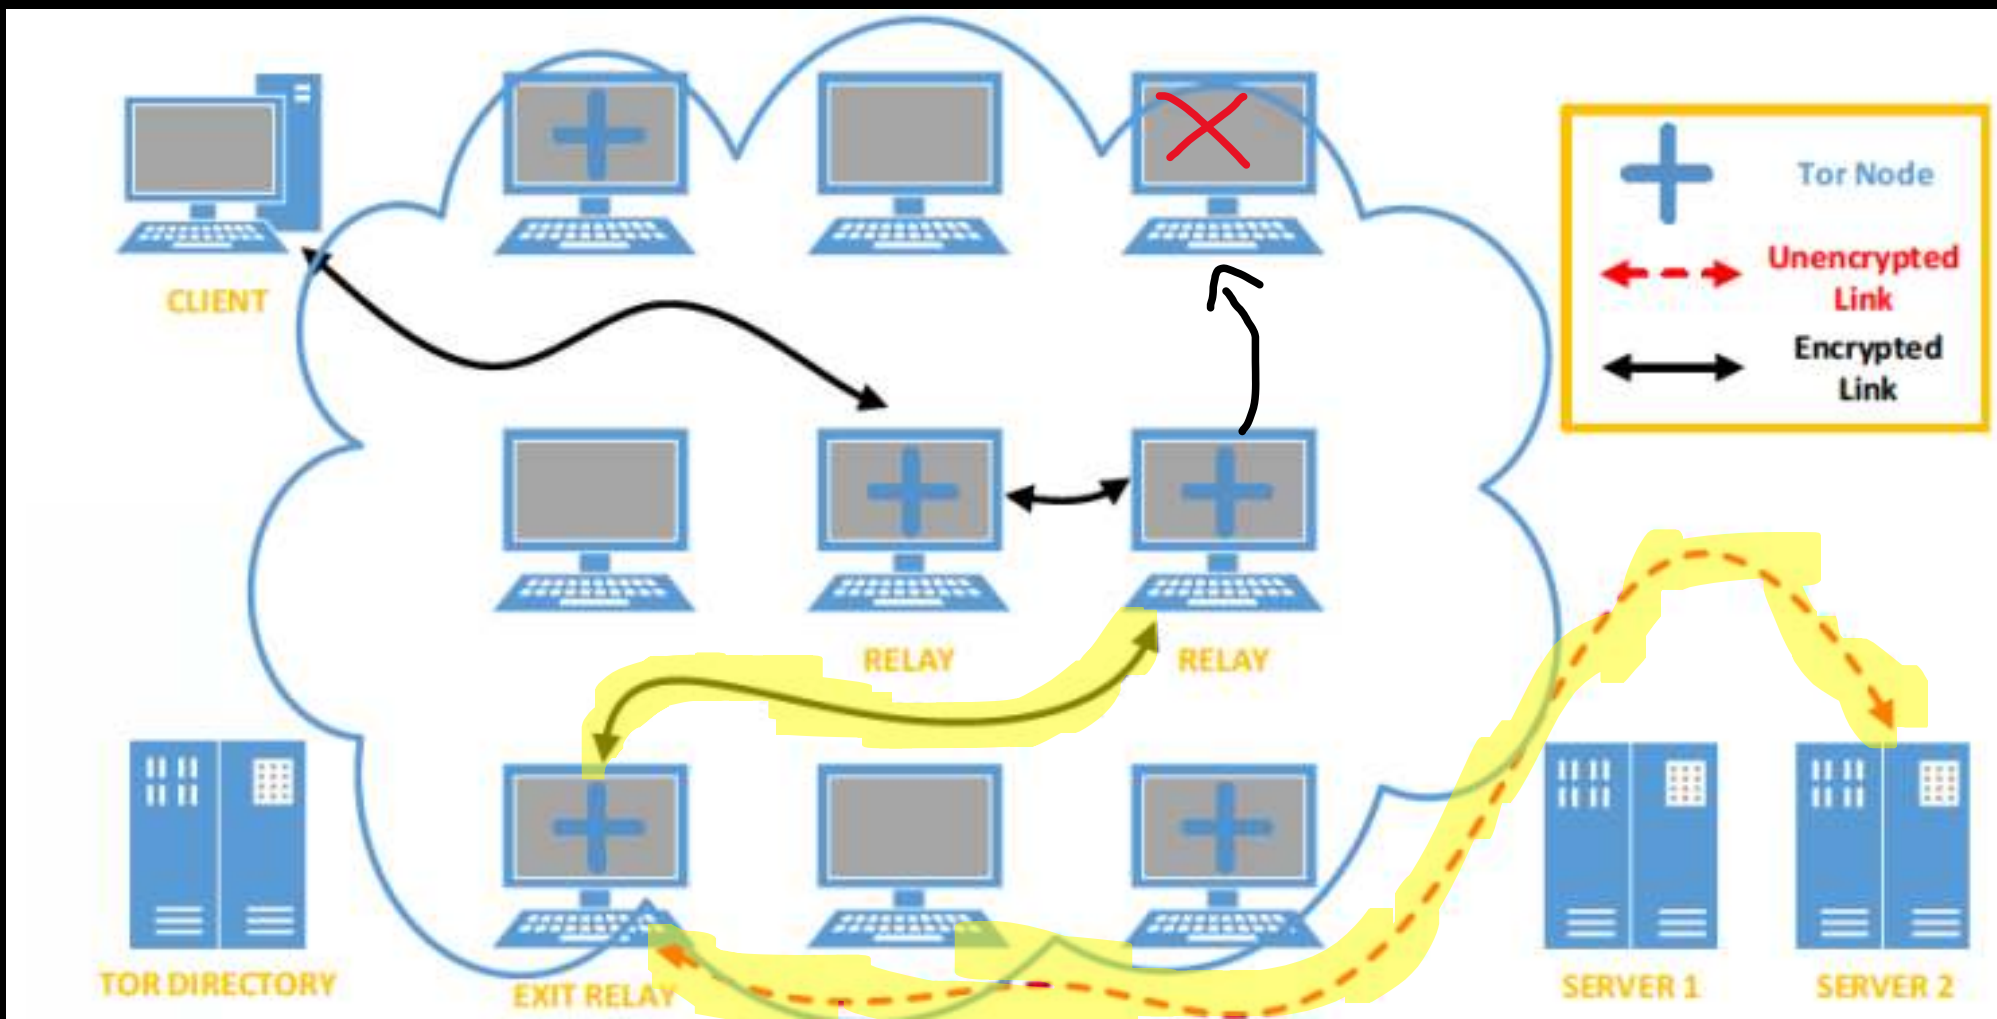 Tor Node
Unencrypted
Link
Encrypted
Link
CLIENT
RELAY
RELAY
TOR DIRECTORY
EXIT RELAY
SERVER 1
SERVER 2